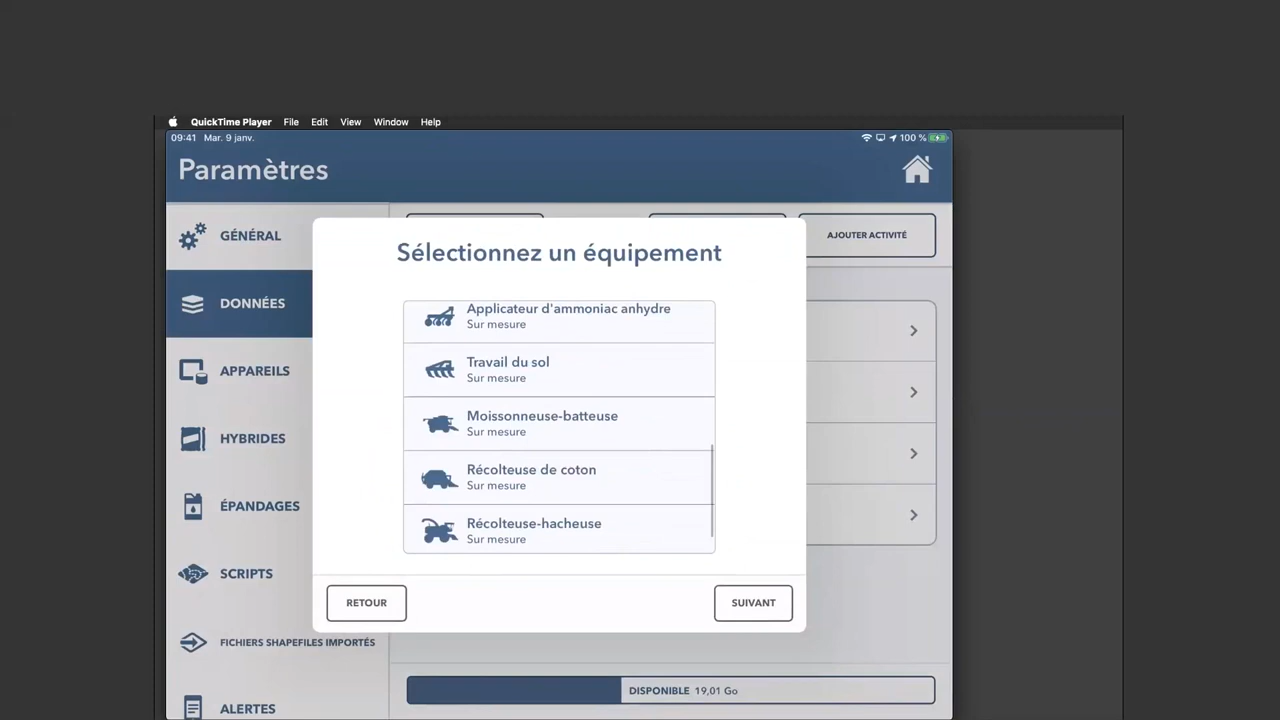 QuickTime Player File Edit View Window Help
09:41 Mar. 9 janv.
100 %
Paramètres
GÉNÉRAL
DONNÉES
APPAREILS
HYBRIDES
ÉPANDAGES
SCRIPTS
FICHIERS SHAPEFILES IMPORTÉS
ALERTES
AJOUTER ACTIVITÉ
Sélectionnez un équipement
Applicateur d'ammoniac anhydre
Sur mesure
Travail du sol
Sur mesure
Moissonneuse-batteuse
Sur mesure
Récolteuse de coton
Sur mesure
Récolteuse-hacheuse
Sur mesure
RETOUR
SUIVANT
DISPONIBLE 19,01 Go